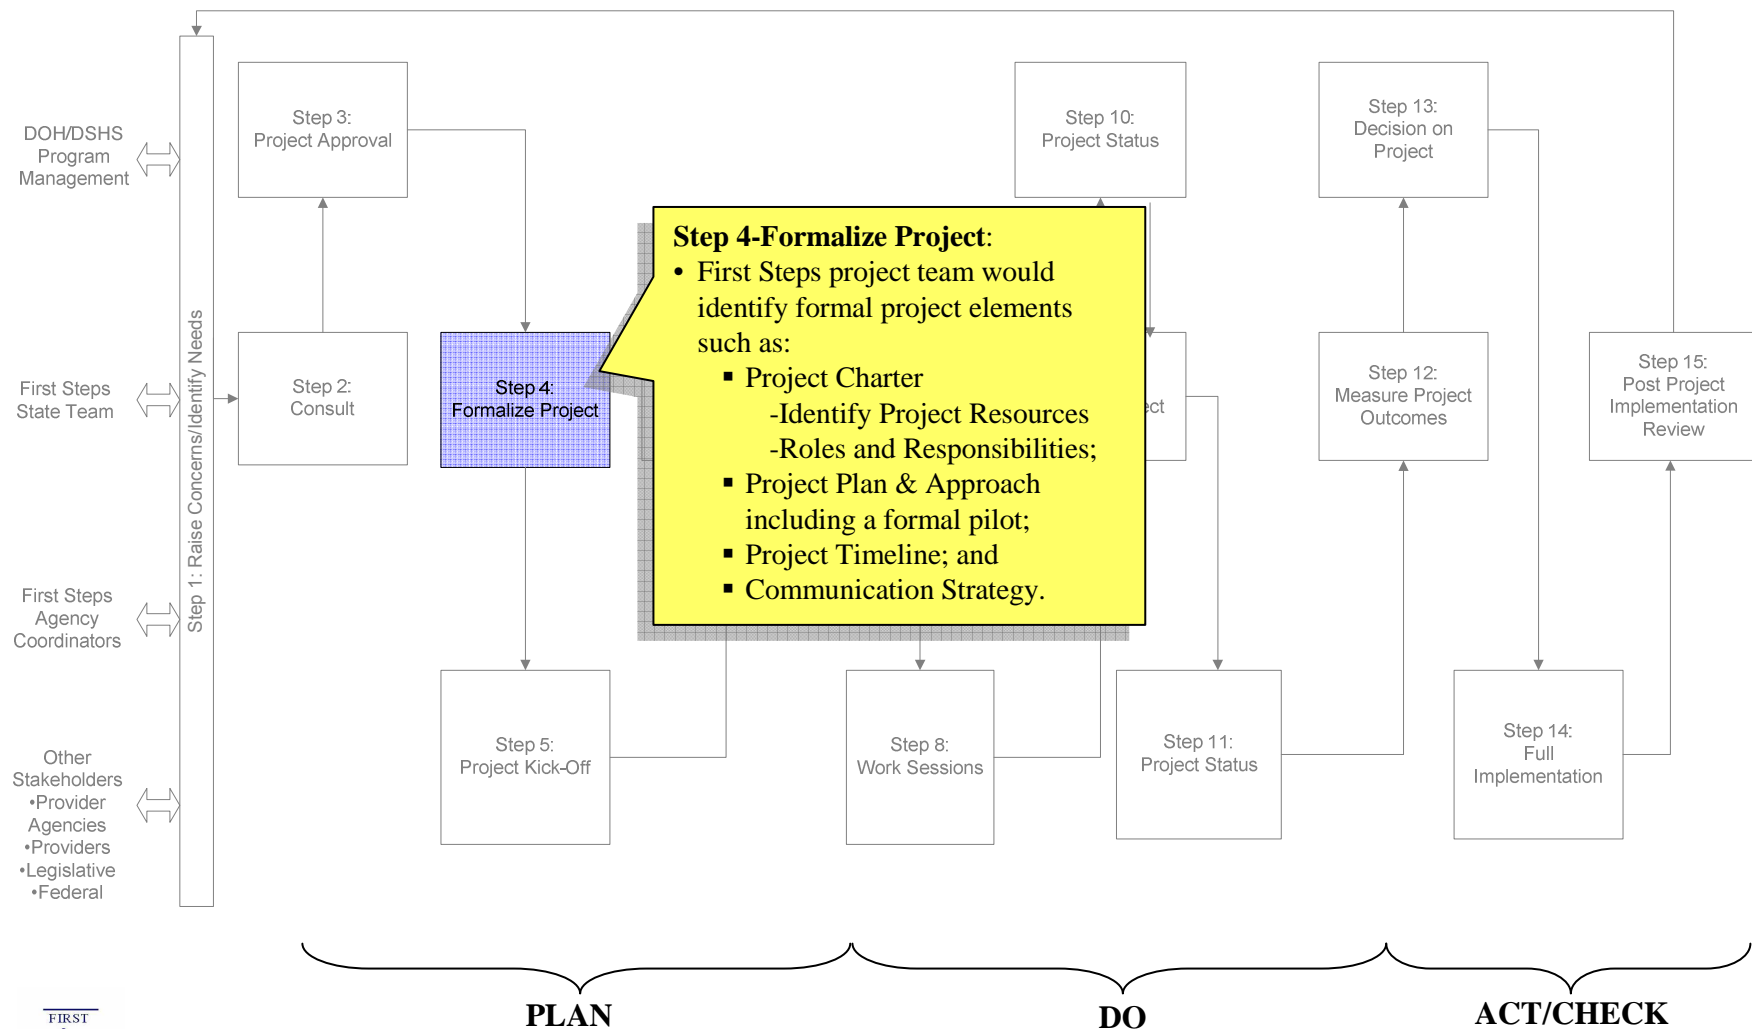 DOH/DSHS
Program
Management
First Steps
State Team
First Steps
Agency
Coordinators
Other
Stakeholders
•Provider
Agencies
•Providers
•Legislative
•Federal
Step 1: Raise Concerns/Identify Needs
Step 3:
Project Approval
Step 2:
Consult
Step 4:
Formalize Project
Step 5:
Project Kick-Off
Step 4-Formalize Project:
• First Steps project team would
identify formal project elements
such as:
▪ Project Charter
-Identify Project Resources
-Roles and Responsibilities;
▪ Project Plan & Approach
including a formal pilot;
▪ Project Timeline; and
▪ Communication Strategy.
Step 10:
Project Status
ect
Step 8:
Work Sessions
Step 11:
Project Status
Step 13:
Decision on
Project
Step 12:
Measure Project
Outcomes
Step 14:
Full
Implementation
Step 15:
Post Project
Implementation
Review
PLAN
DO
ACT/CHECK
FIRST